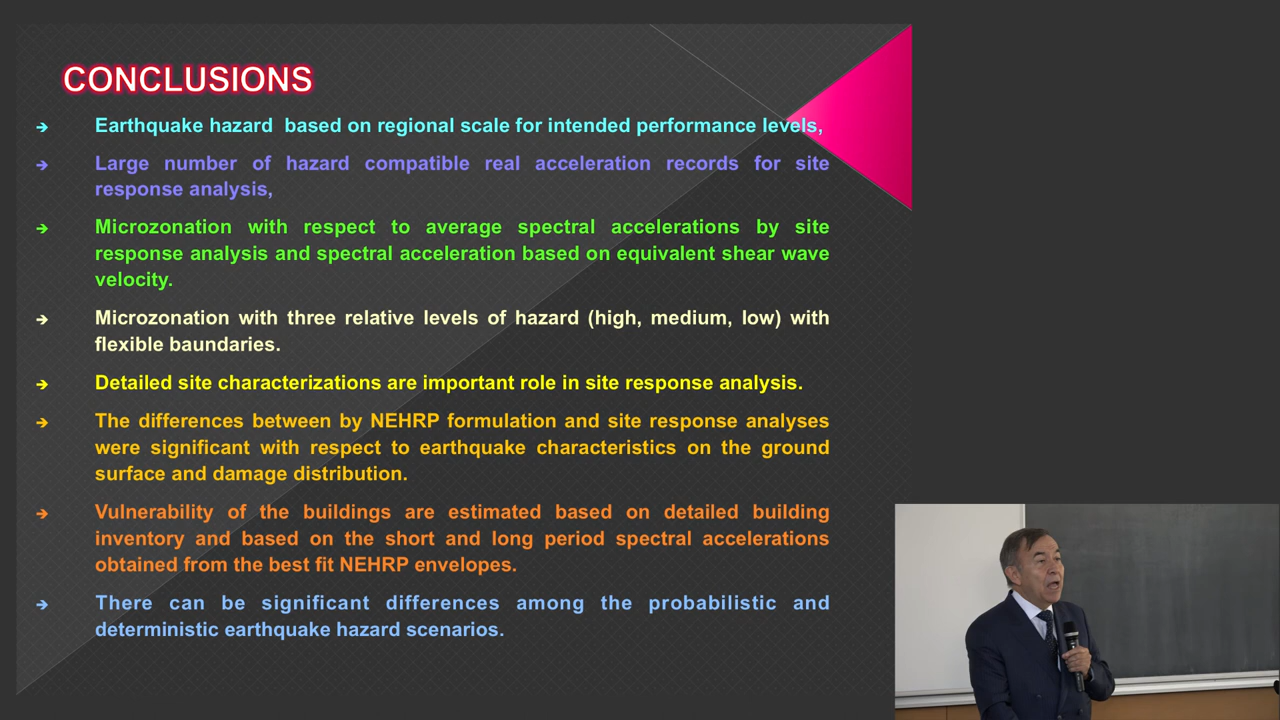 CONCLUSIONS
➔ Earthquake hazard  based on regional scale for intended performance levels,
➔ Large number of hazard compatible real acceleration records for site
response analysis,
➔ Microzonation with respect to average spectral accelerations by site
response analysis and spectral acceleration based on equivalent shear wave
velocity.
➔ Microzonation with three relative levels of hazard (high, medium, low) with
flexible baundaries.
➔ Detailed site characterizations are important role in site response analysis.
➔ The differences between by NEHRP formulation and site response analyses
were significant with respect to earthquake characteristics on the ground
surface and damage distribution.
➔ Vulnerability of the buildings are estimated based on detailed building
inventory and based on the short and long period spectral accelerations
obtained from the best fit NEHRP envelopes.
➔ There can be significant differences among the probabilistic and
deterministic earthquake hazard scenarios.